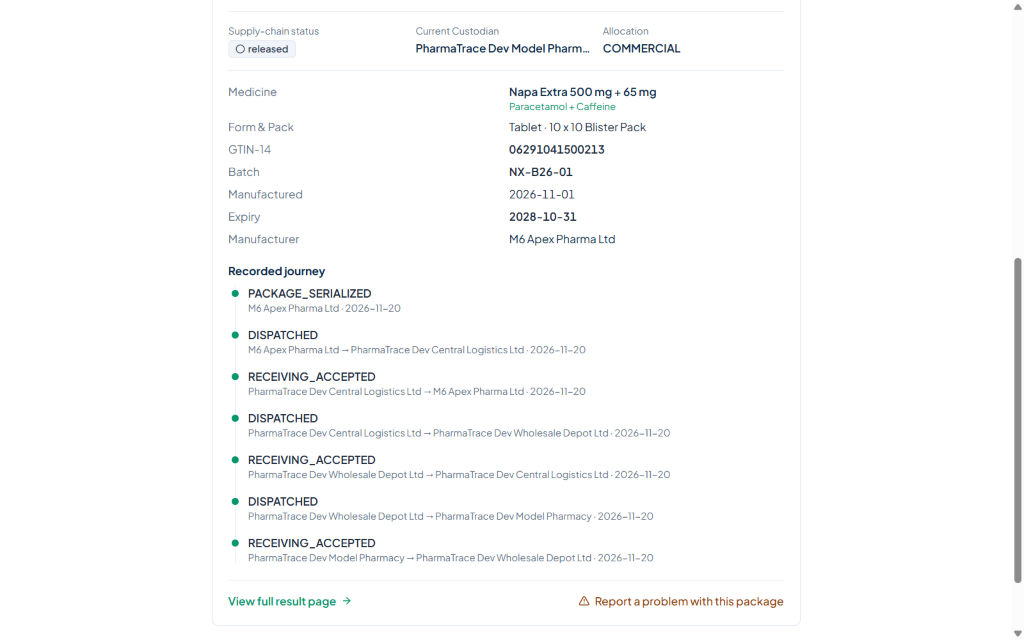 Supply-chain status
Current Custodian
Allocation
released
PharmaTrace Dev Model Pharm...
COMMERCIAL
Medicine
Napa Extra 500 mg + 65 mg
Paracetamol + Caffeine
Form & Pack
Tablet · 10 x 10 Blister Pack
GTIN-14
06291041500213
Batch
NX-B26-01
Manufactured
2026-11-01
Expiry
2028-10-31
Manufacturer
M6 Apex Pharma Ltd
Recorded journey
PACKAGE_SERIALIZED
M6 Apex Pharma Ltd · 2026-11-20
DISPATCHED
M6 Apex Pharma Ltd → PharmaTrace Dev Central Logistics Ltd · 2026-11-20
RECEIVING_ACCEPTED
PharmaTrace Dev Central Logistics Ltd → M6 Apex Pharma Ltd · 2026-11-20
DISPATCHED
PharmaTrace Dev Central Logistics Ltd → PharmaTrace Dev Wholesale Depot Ltd · 2026-11-20
RECEIVING_ACCEPTED
PharmaTrace Dev Wholesale Depot Ltd → PharmaTrace Dev Central Logistics Ltd · 2026-11-20
DISPATCHED
PharmaTrace Dev Wholesale Depot Ltd → PharmaTrace Dev Model Pharmacy · 2026-11-20
RECEIVING_ACCEPTED
PharmaTrace Dev Model Pharmacy → PharmaTrace Dev Wholesale Depot Ltd · 2026-11-20
View full result page →
Report a problem with this package